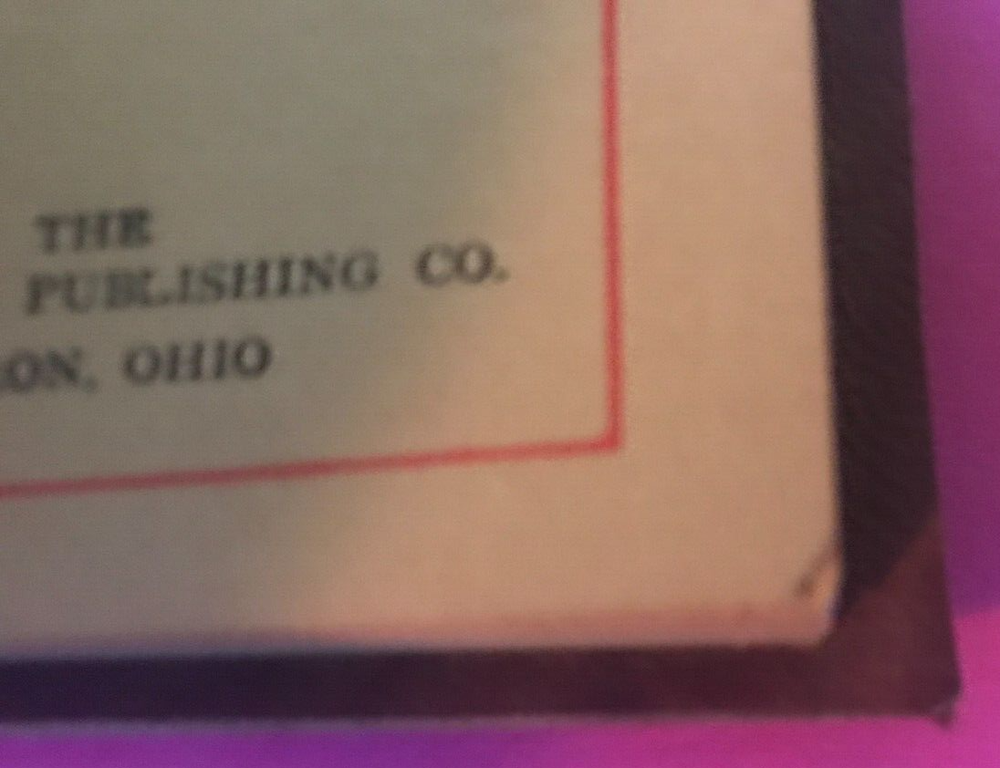 THE
PUBLISHING CO.
ON, OHIO